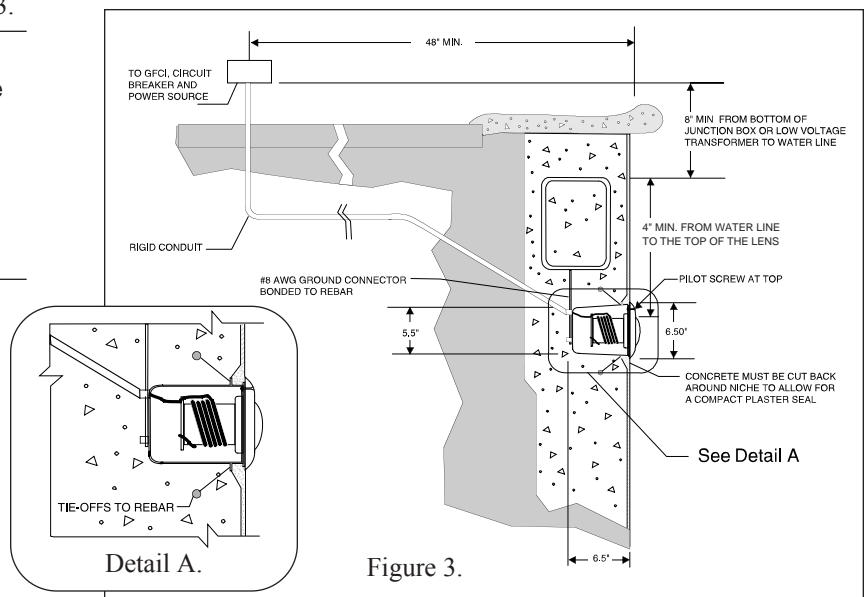 3.
e
48" MIN.
TO GFCI, CIRCUIT
BREAKER AND
POWER SOURCE
8" MIN FROM BOTTOM OF
JUNCTION BOX OR LOW VOLTAGE
TRANSFORMER TO WATER LINE
4" MIN. FROM WATER LINE
TO THE TOP OF THE LENS
RIGID CONDUIT
#8 AWG GROUND CONNECTOR
BONDED TO REBAR
PILOT SCREW AT TOP
5.5"
6.50"
CONCRETE MUST BE CUT BACK
AROUND NICHE TO ALLOW FOR
A COMPACT PLASTER SEAL
See Detail A
TIE-OFFS TO REBAR
Detail A.
Figure 3.
6.5"